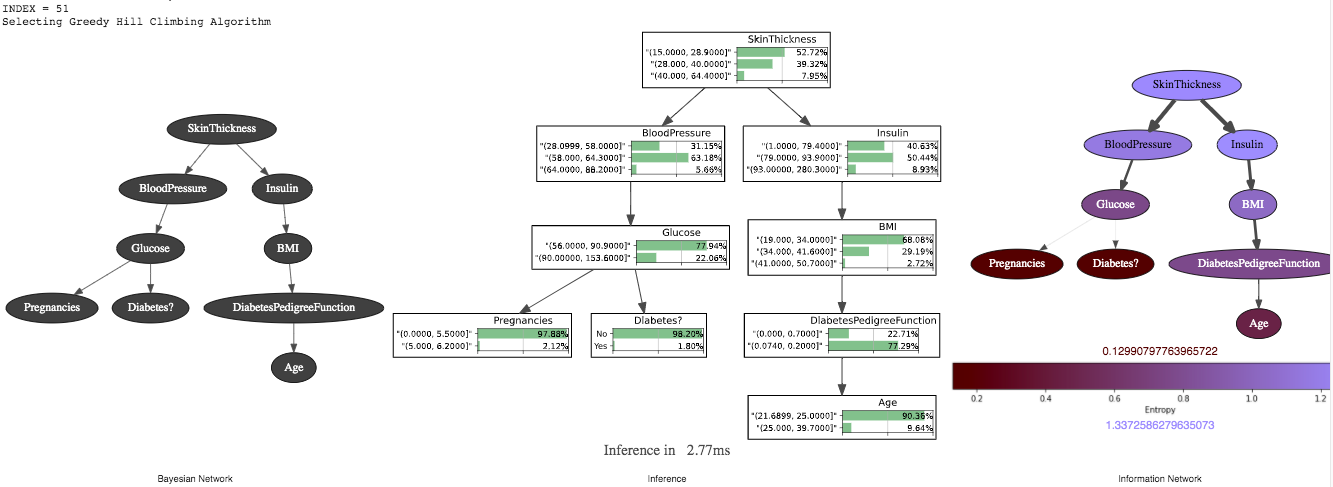 INDEX = 51
Selecting Greedy Hill Climbing Algorithm
SkinThickness
BloodPressure
Insulin
Glucose
BMI
Pregnancies
Diabetes?
DiabetesPedigreeFunction
Age
Bayesian Network
SkinThickness
"(15.0000, 28.9000]" 52.72%
"(28.000, 40.0000]" 39.32%
"(40.000, 64.4000]" 7.95%
BloodPressure
"(28.0999, 58.0000]" 31.15%
"(58.000, 64.3000]" 63.18%
"(64.0000, 88.2000]" 5.66%
Insulin
"(1.0000, 79.4000]" 40.63%
"(79.0000, 93.9000]" 50.44%
"(93.00000, 280.3000]" 8.93%
Glucose
"(56.0000, 90.9000]" 77.94%
"(90.00000, 153.6000]" 22.06%
BMI
"(19.000, 34.0000]" 68.08%
"(34.000, 41.6000]" 29.19%
"(41.0000, 50.7000]" 2.72%
Pregnancies
"(0.0000, 5.5000]" 97.88%
"(5.000, 6.2000]" 2.12%
Diabetes?
No 98.20%
Yes 1.80%
DiabetesPedigreeFunction
"(0.000, 0.7000]" 22.71%
"(0.0740, 0.2000]" 77.29%
Age
"(21.6899, 25.0000]" 90.36%
"(25.000, 39.7000]" 9.64%
Inference in 2.77ms
Inference
SkinThickness
BloodPressure
Insulin
Glucose
BMI
Pregnancies
Diabetes?
DiabetesPedigreeFunction
Age
0.12990797763965722
0.2 0.4 0.6 0.8 1.0 1.2
Entropy
1.3372586279635073
Information Network